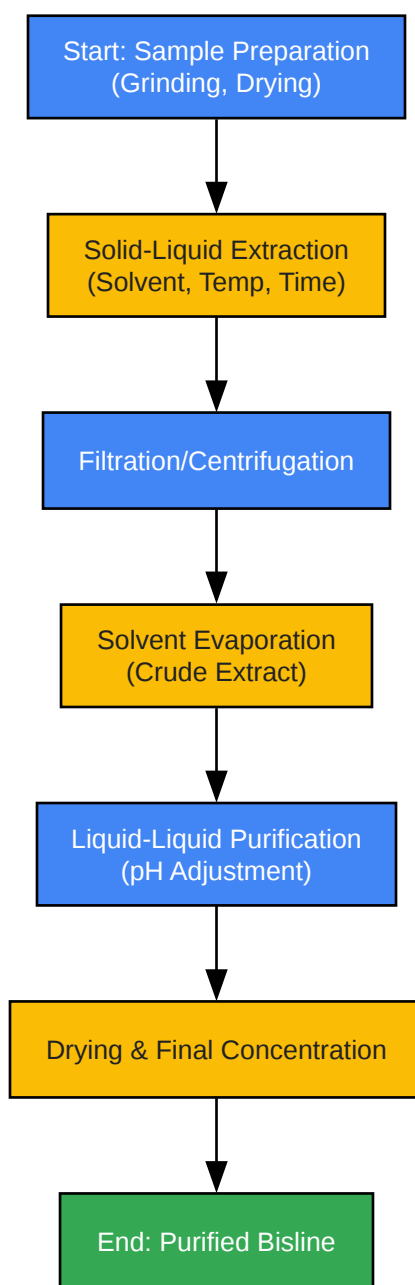 Start: Sample Preparation
(Grinding, Drying)
Solid-Liquid Extraction
(Solvent, Temp, Time)
Filtration/Centrifugation
Solvent Evaporation
(Crude Extract)
Liquid-Liquid Purification
(pH Adjustment)
Drying & Final Concentration
End: Purified Bisline